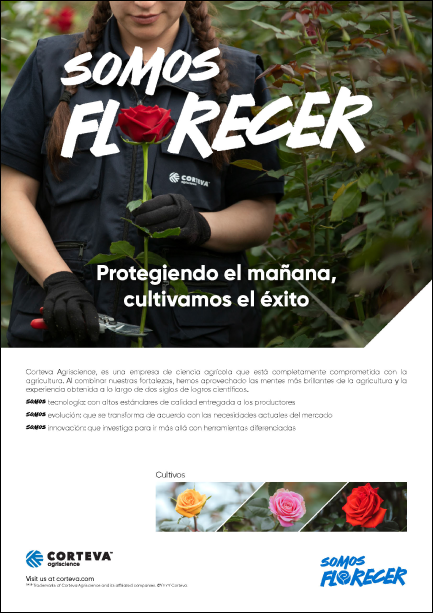 SOMOS
FLORECER
CORTEVA™
agriscience
Protegiendo el mañana,
cultivamos el éxito
Corteva Agriscience, es una empresa de ciencia agrícola que está completamente comprometida con la
agricultura. Al combinar nuestras fortalezas, hemos aprovechado las mentes más brillantes de la agricultura y la
experiencia obtenida a lo largo de dos siglos de logros científicos.
SOMOS tecnología: con altos estándares de calidad entregada a los productores
SOMOS evolución: que se transforma de acuerdo con las necesidades actuales del mercado
SOMOS innovación: que investiga para ir más allá con herramientas diferenciadas
Cultivos
CORTEVA™
agriscience
Visit us at corteva.com
Trademarks of Corteva Agriscience and its affiliated companies.
SOMOS
FLORECER